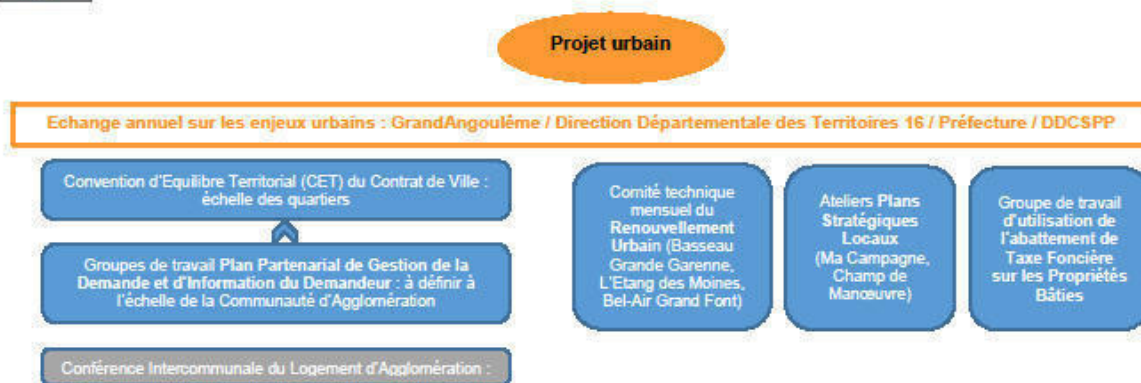 Projet urbain
Echange annuel sur les enjeux urbains : GrandAngoulême / Direction Départementale des Territoires 16 / Préfecture / DDCSPP
Convention d'Equilibre Territorial (CET) du Contrat de Ville :
échelle des quartiers
Groupes de travail Plan Partenarial de Gestion de la
Demande et d'Information du Demandeur : à définir à
l'échelle de la Communauté d'Agglomération
Conférence Intercommunale du Logement d'Agglomération :
Comité technique
mensuel du
Renouvellement
Urbain (Basseau
Grande Garenne,
L'Etang des Moines,
Bel-Air Grand Font)
Ateliers Plans
Stratégiques
Locaux
(Ma Campagne,
Champ de
Manœuvre)
Groupe de travail
d'utilisation de
l'abattement de
Taxe Foncière
sur les Propriétés
Bâties